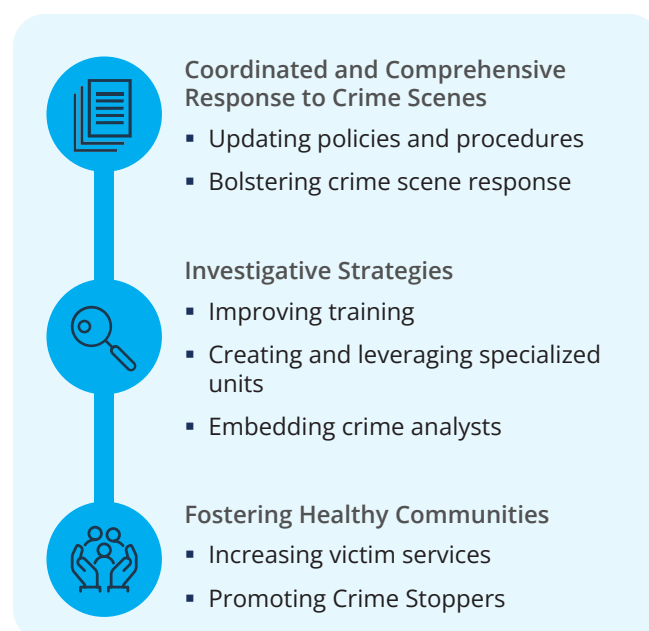 Coordinated and Comprehensive
Response to Crime Scenes
▪ Updating policies and procedures
▪ Bolstering crime scene response
Investigative Strategies
▪ Improving training
▪ Creating and leveraging specialized
units
▪ Embedding crime analysts
Fostering Healthy Communities
▪ Increasing victim services
▪ Promoting Crime Stoppers